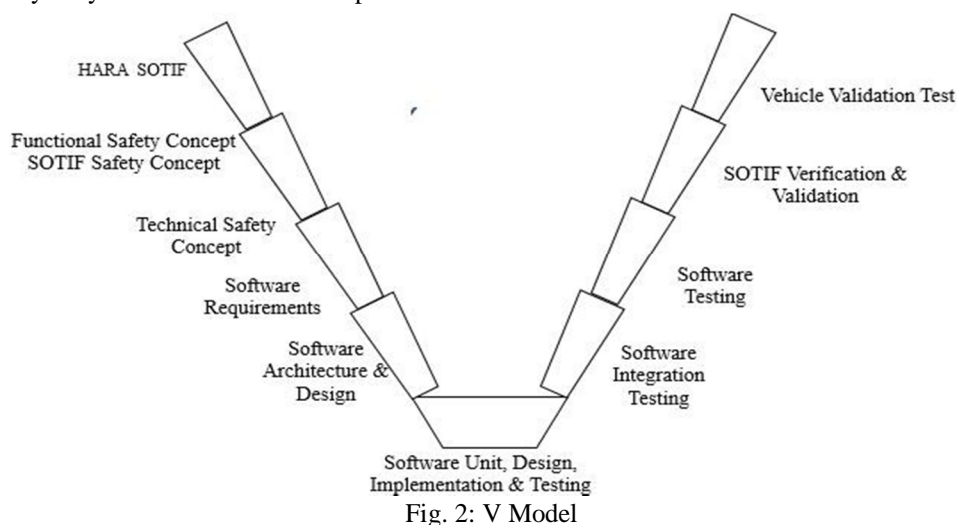 HARA SOTIF
Functional Safety Concept
SOTIF Safety Concept
Technical Safety
Concept
Software
Requirements
Software
Architecture &
Design
Software Unit, Design,
Implementation & Testing
Vehicle Validation Test
SOTIF Verification &
Validation
Software
Testing
Software
Integration
Testing
Fig. 2: V Model